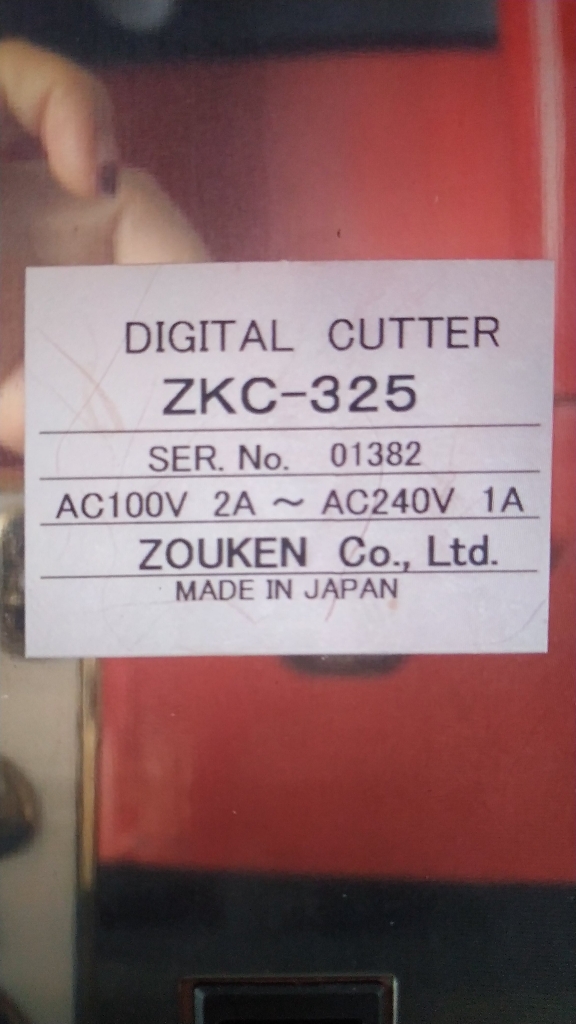 DIGITAL CUTTER
ZKC-325
SER. No. 01382
AC100V 2A ～ AC240V 1A
ZOUKEN Co., Ltd.
MADE IN JAPAN